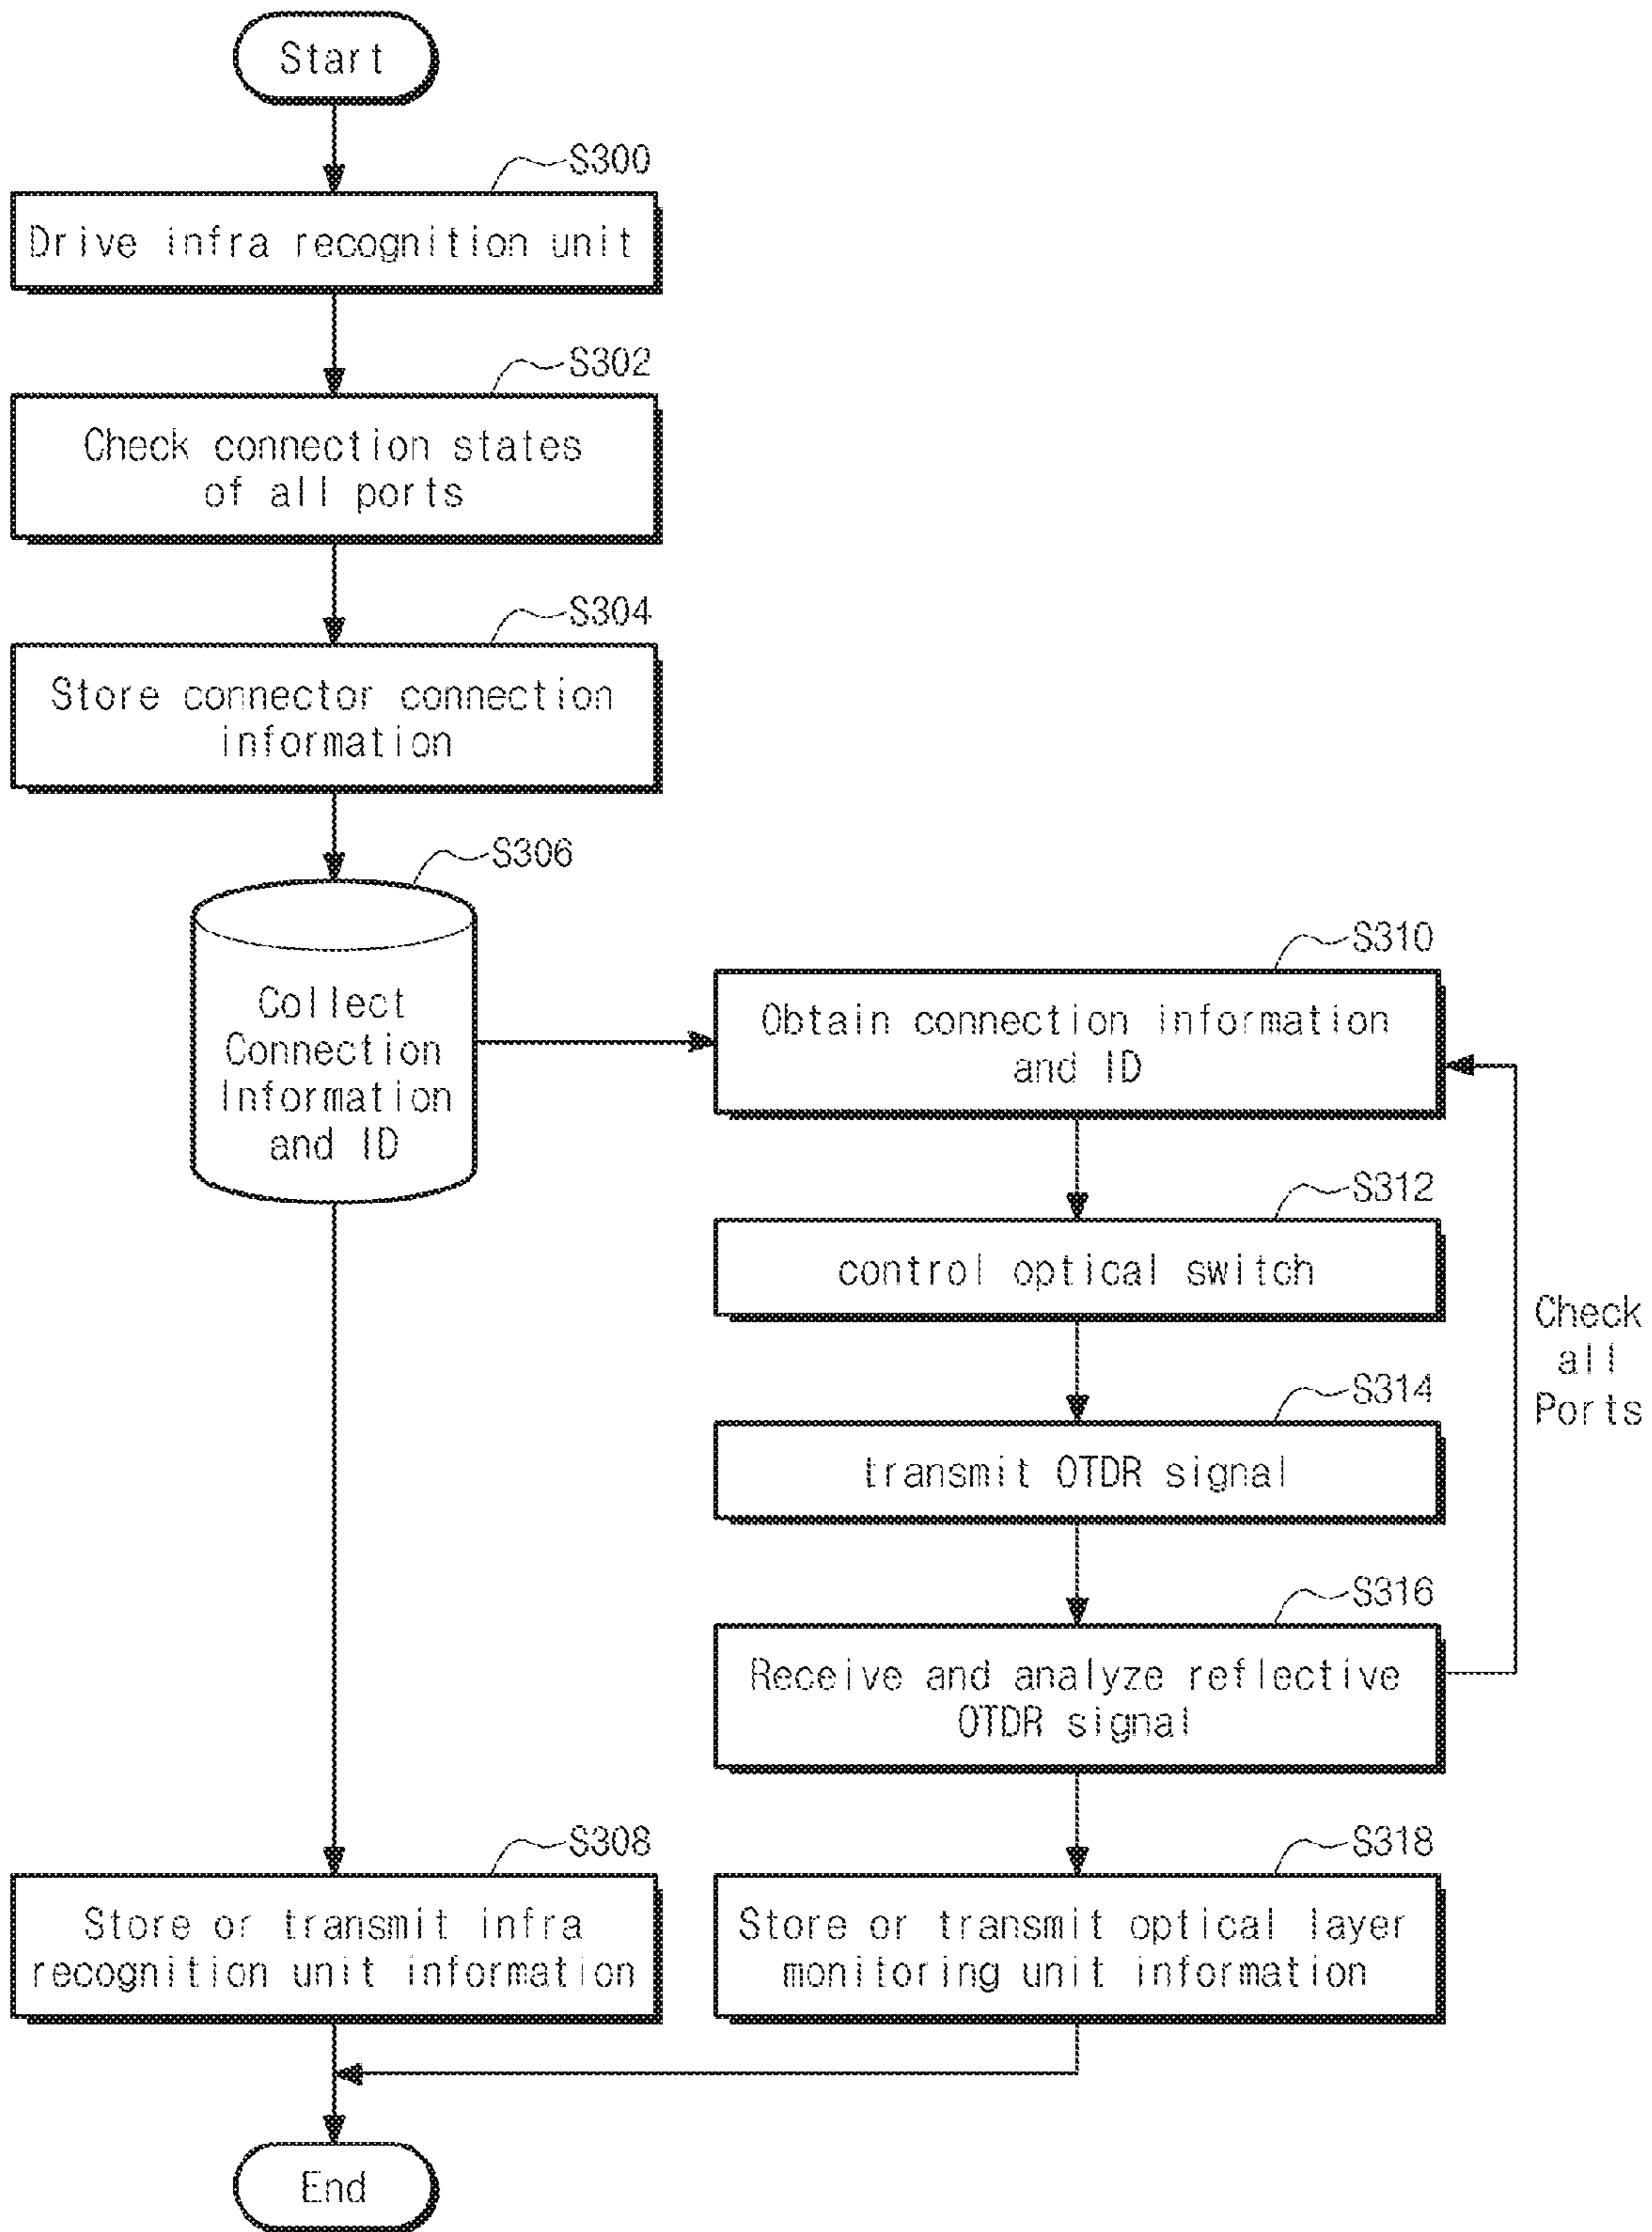 Start
S300
Drive infra recognition unit
S302
Check connection states
of all ports
S304
Store connector connection
information
S306
Collect
Connection
Information
and ID
S310
Obtain connection information
and ID
S312
control optical switch
Check
all
Ports
S314
transmit OTDR signal
S316
Receive and analyze reflective
OTDR signal
S308
Store or transmit infra
recognition unit information
S318
Store or transmit optical layer
monitoring unit information
End